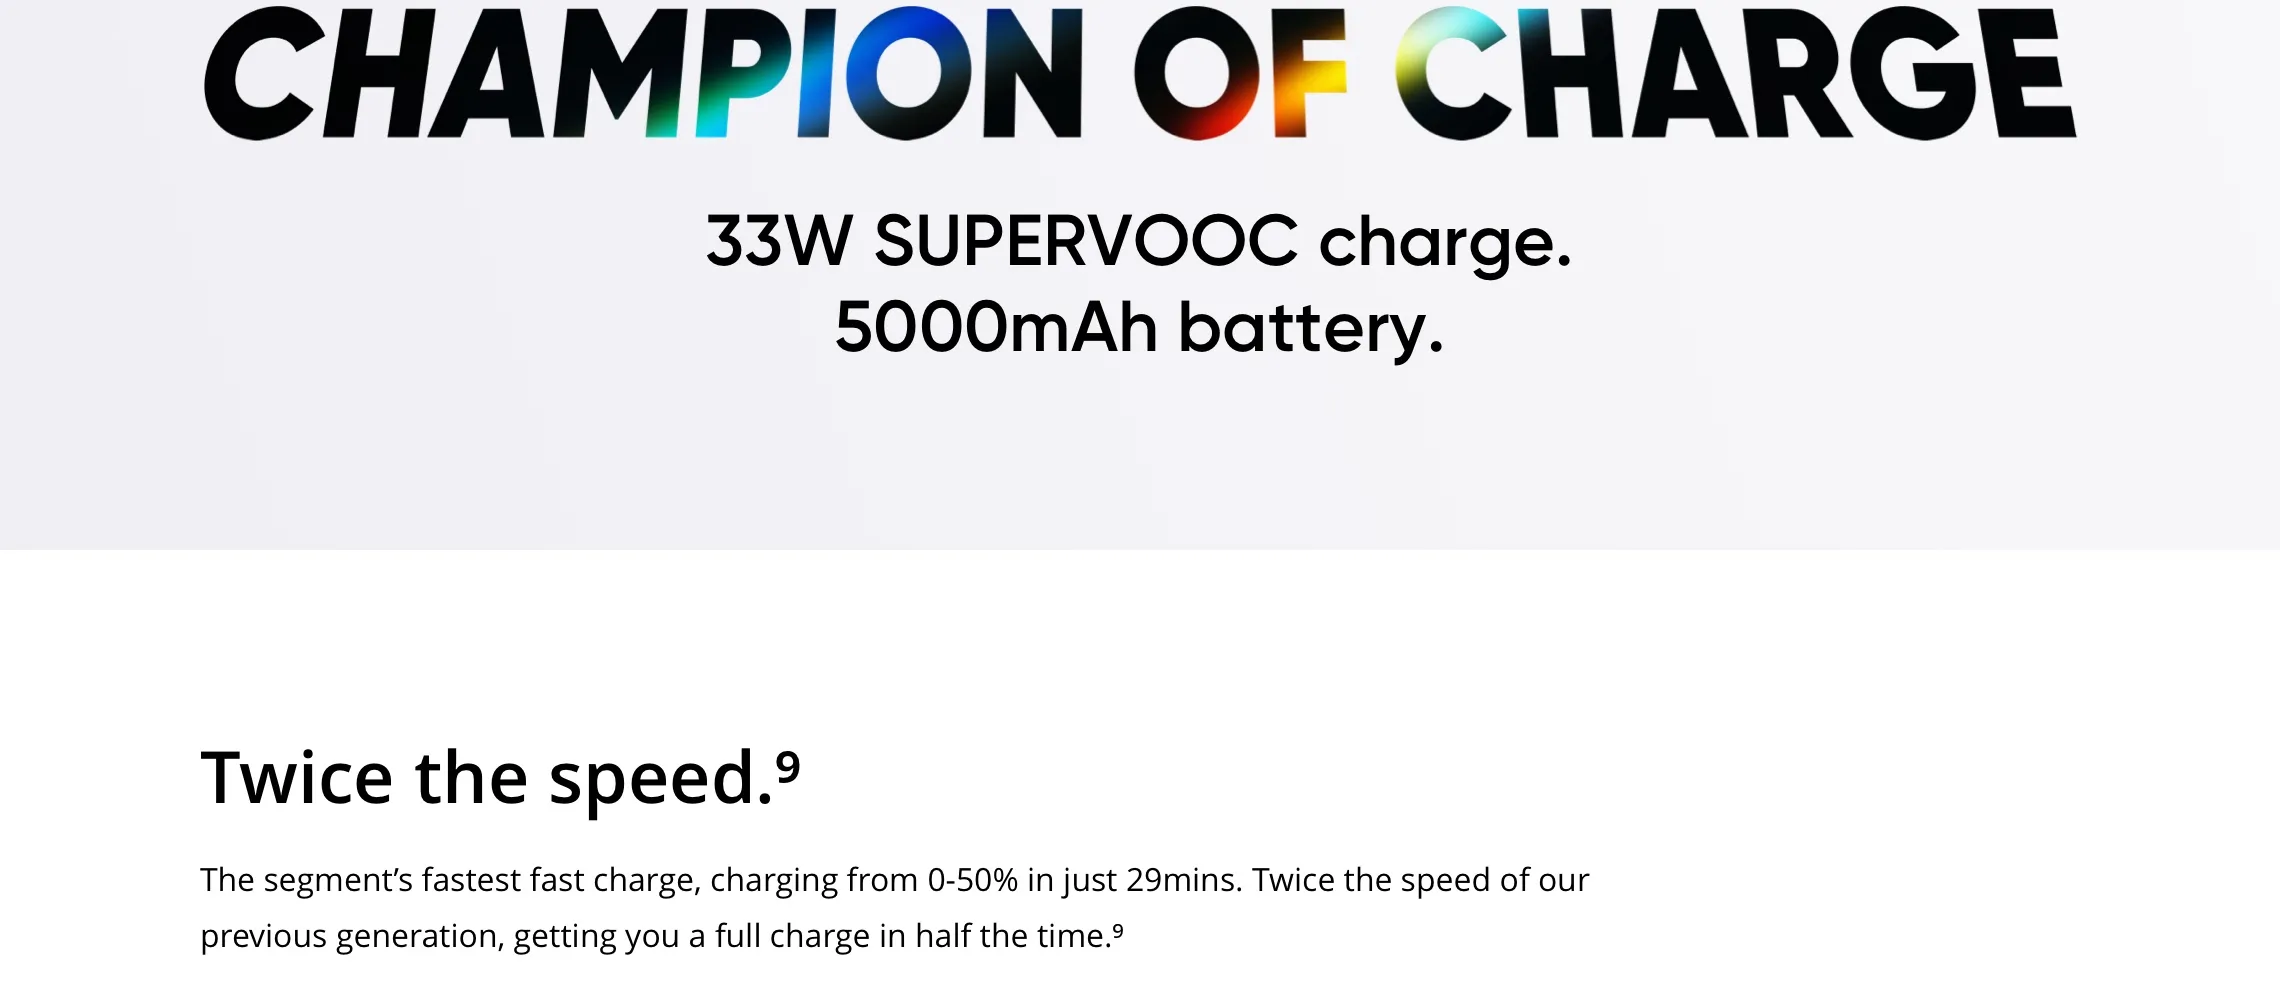 CHAMPION OF CHARGE
33W SUPERVOOC charge.
5000mAh battery.
Twice the speed.⁹
The segment’s fastest fast charge, charging from 0-50% in just 29mins. Twice the speed of our
previous generation, getting you a full charge in half the time.⁹